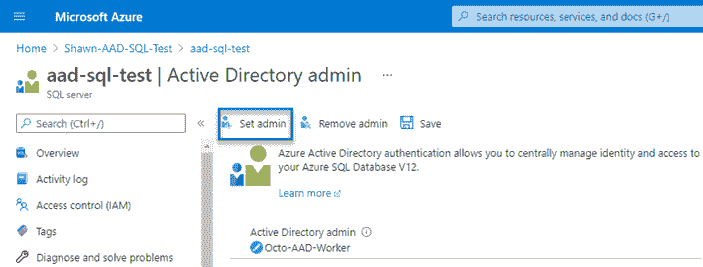 Microsoft Azure
Search resources, services, and docs (G+/)
Home > Shawn-AAD-SQL-Test > aad-sql-test
aad-sql-test | Active Directory admin ...
SQL server
Search (Ctrl+/)
«
Set admin
Remove admin
Save
Overview
Activity log
Access control (IAM)
Tags
Diagnose and solve problems
Azure Active Directory authentication allows you to centrally manage identity and access to
your Azure SQL Database V12.
Learn more
Active Directory admin
Octo-AAD-Worker